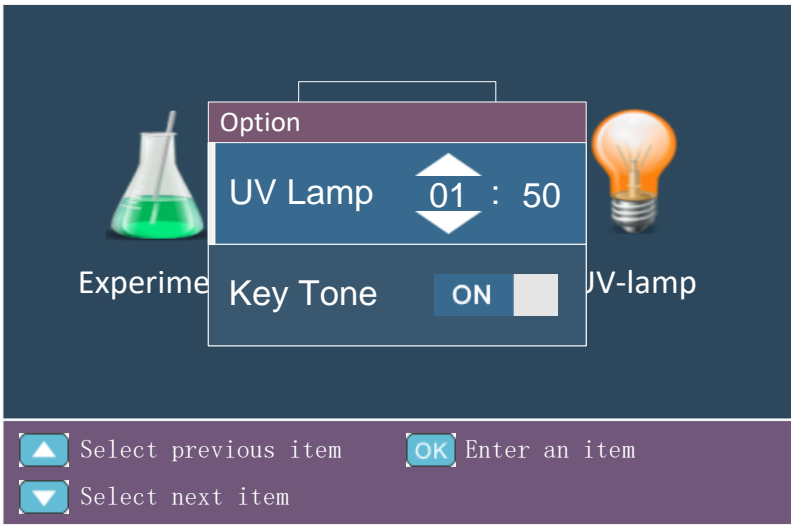 Option
UV Lamp 01 : 50
Experime
UV-lamp
Key Tone ON
Select previous item
OK Enter an item
Select next item